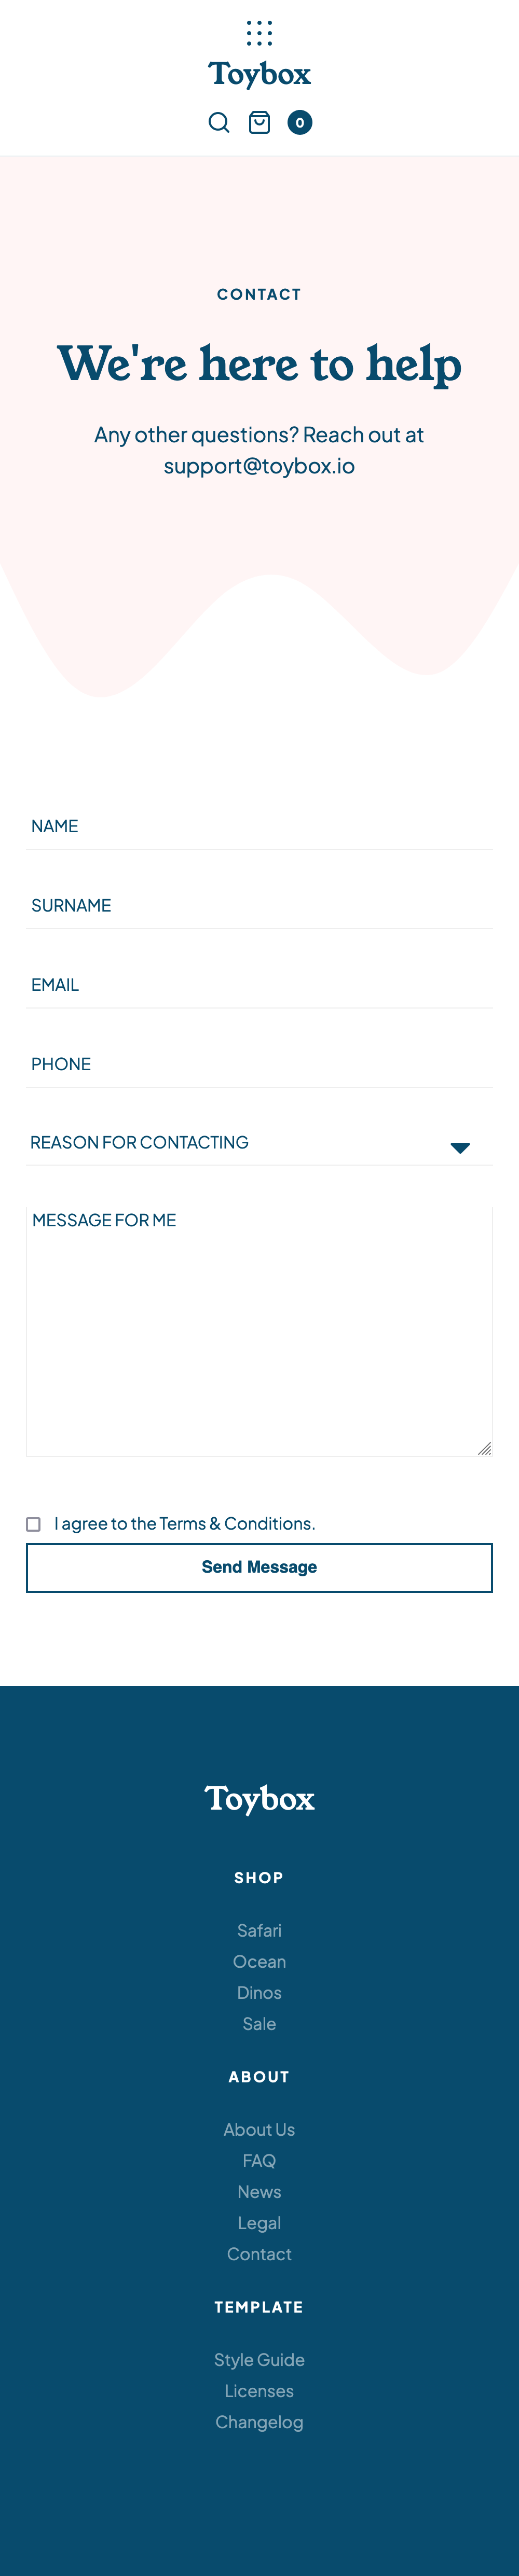 Toybox
0
CONTACT
We're here to help
Any other questions? Reach out at
support@toybox.io
NAME
SURNAME
EMAIL
PHONE
REASON FOR CONTACTING
MESSAGE FOR ME
I agree to the Terms & Conditions.
Send Message
Toybox
SHOP
Safari
Ocean
Dinos
Sale
ABOUT
About Us
FAQ
News
Legal
Contact
TEMPLATE
Style Guide
Licenses
Changelog